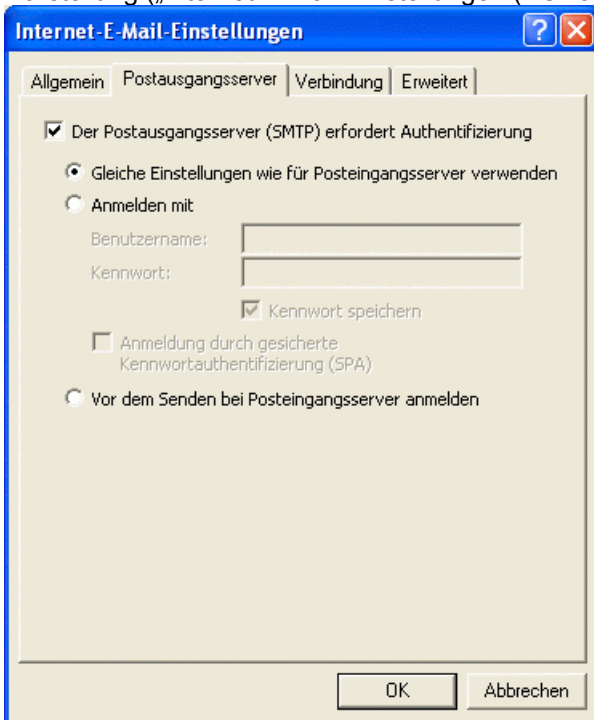 Internet-E-Mail-Einstellungen
Allgemein Postausgangsserver Verbindung Erweitert
Der Postausgangsserver (SMTP) erfordert Authentifizierung
Gleiche Einstellungen wie für Posteingangsserver verwenden
Anmelden mit
Benutzername:
Kennwort:
Kennwort speichern
Anmeldung durch gesicherte
Kennwortauthentifizierung (SPA)
Vor dem Senden bei Posteingangsserver anmelden
OK Abbrechen